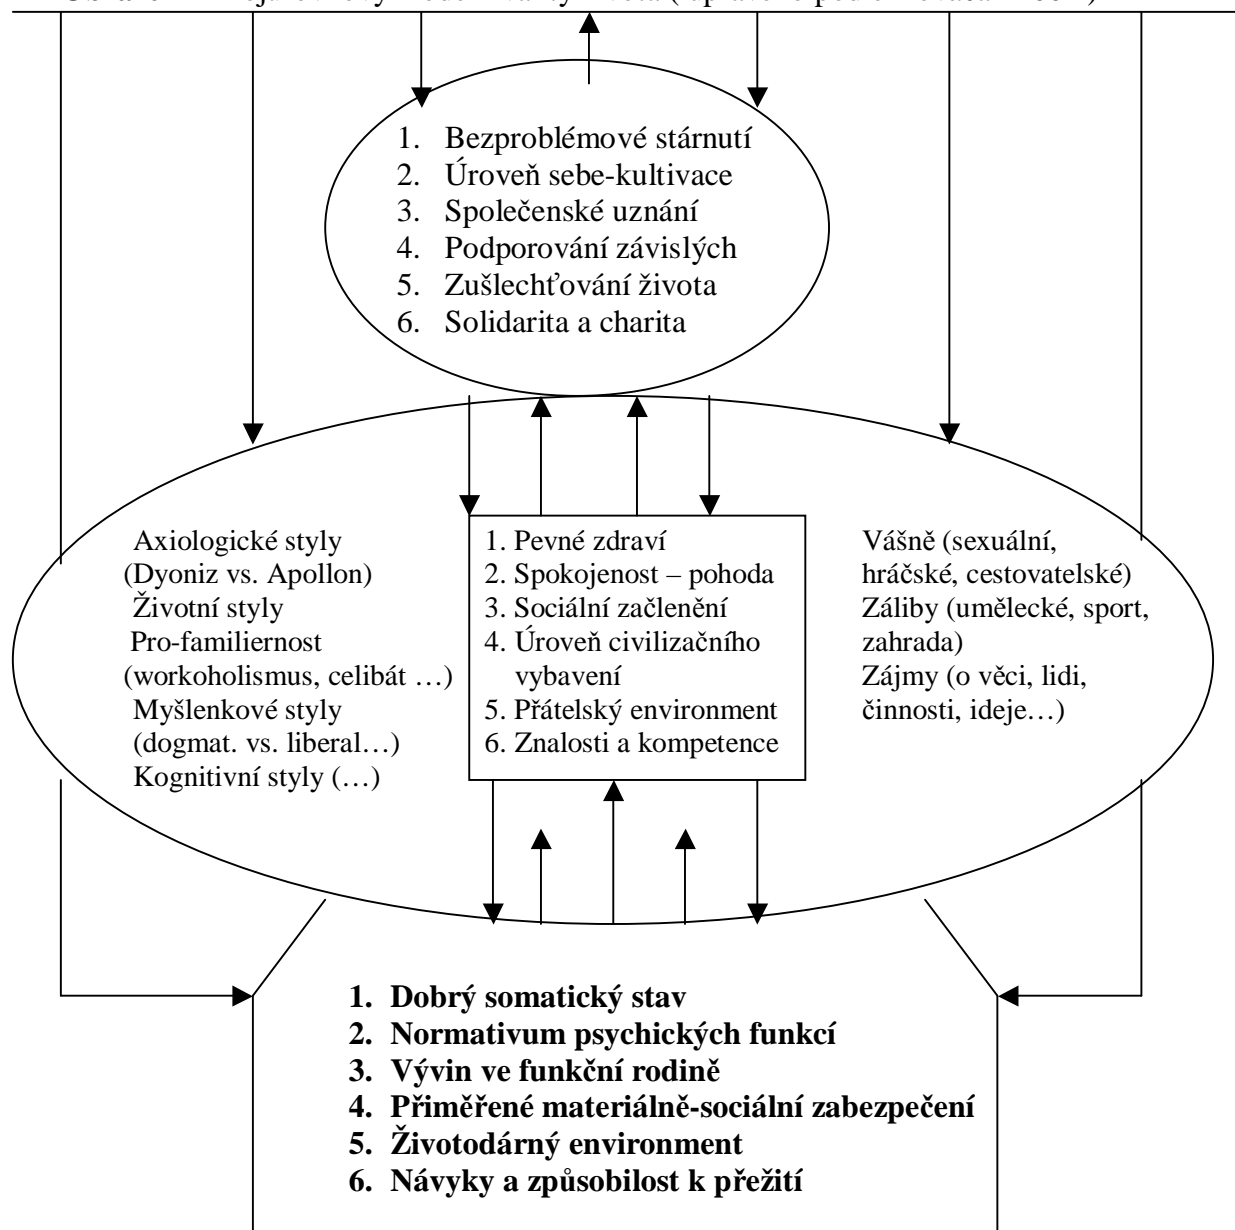 1. Bezproblémové stárnutí
2. Úroveň sebe-kultivace
3. Společenské uznání
4. Podporování závislých
5. Zušlechťování života
6. Solidarita a charita
Axiologické styly
(Dyoniz vs. Apollon)
Životní styly
Pro-familiernost
(workoholismus, celibát …)
Myšlenkové styly
(dogmat. vs. liberal…)
Kognitivní styly (…)
1. Pevné zdraví
2. Spokojenost – pohoda
3. Sociální začlenění
4. Úroveň civilizačního
vybavení
5. Přátelský environment
6. Znalosti a kompetence
Vášně (sexuální,
hráčské, cestovatelské)
Záliby (umělecké, sport,
zahrada)
Zájmy (o věci, lidi,
činnosti, ideje…)
1. Dobrý somatický stav
2. Normativum psychických funkcí
3. Vývin ve funkční rodině
4. Přiměřené materiálně-sociální zabezpečení
5. Životodárný environment
6. Návyky a způsobilost k přežití